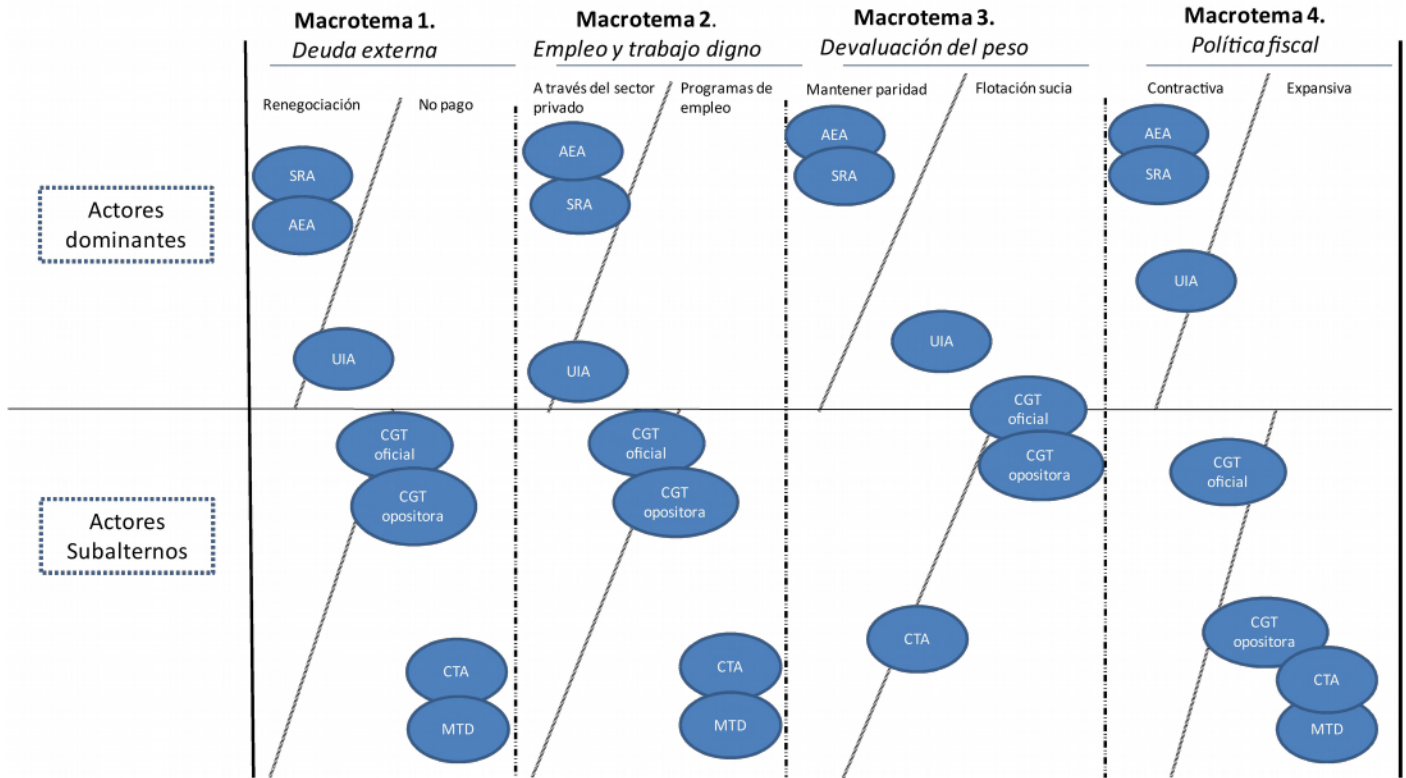 Macrotema 1.
Deuda externa
Renegociación
No pago
SRA
AEA
UIA
CGT
oficial
CGT
opositora
CTA
MTD
Macrotema 2.
Empleo y trabajo digno
A través del sector
privado
Programas de
empleo
AEA
SRA
UIA
CGT
oficial
CGT
opositora
CTA
MTD
Macrotema 3.
Devaluación del peso
Mantener paridad
Flotación sucia
AEA
SRA
UIA
CGT
oficial
CGT
opositora
CTA
Macrotema 4.
Política fiscal
Contractiva
Expansiva
AEA
SRA
UIA
CGT
oficial
CGT
opositora
CTA
MTD
Actores
dominantes
Actores
Subalternos